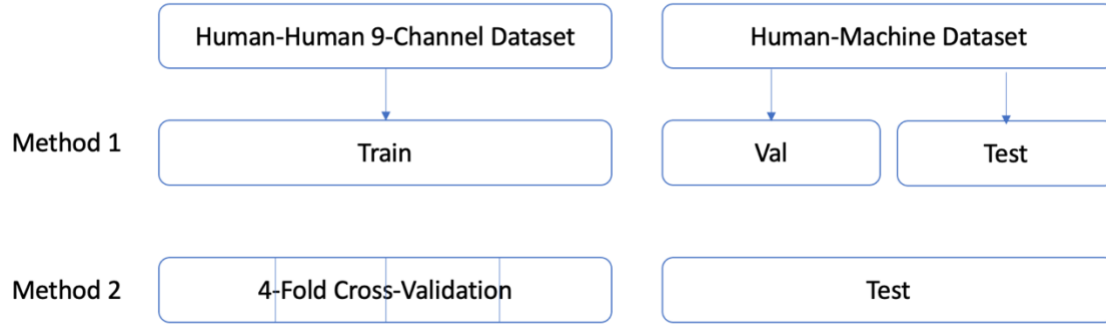 Human-Human 9-Channel Dataset
Human-Machine Dataset
Method 1
Train
Val
Test
Method 2
4-Fold Cross-Validation
Test